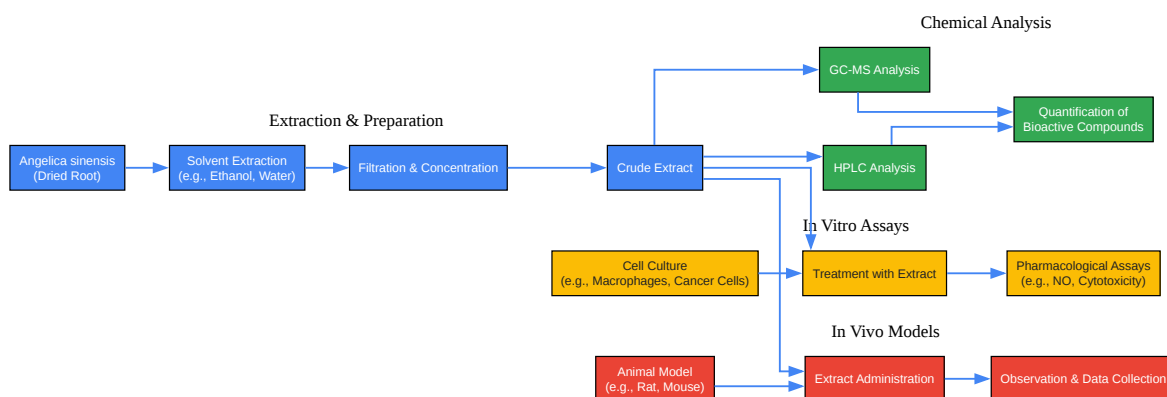 Chemical Analysis
GC-MS Analysis
Quantification of
Bioactive Compounds
Extraction & Preparation
Angelica sinensis
(Dried Root)
Solvent Extraction
(e.g., Ethanol, Water)
Filtration & Concentration
Crude Extract
HPLC Analysis
In Vitro Assays
Cell Culture
(e.g., Macrophages, Cancer Cells)
Treatment with Extract
Pharmacological Assays
(e.g., NO, Cytotoxicity)
In Vivo Models
Animal Model
(e.g., Rat, Mouse)
Extract Administration
Observation & Data Collection